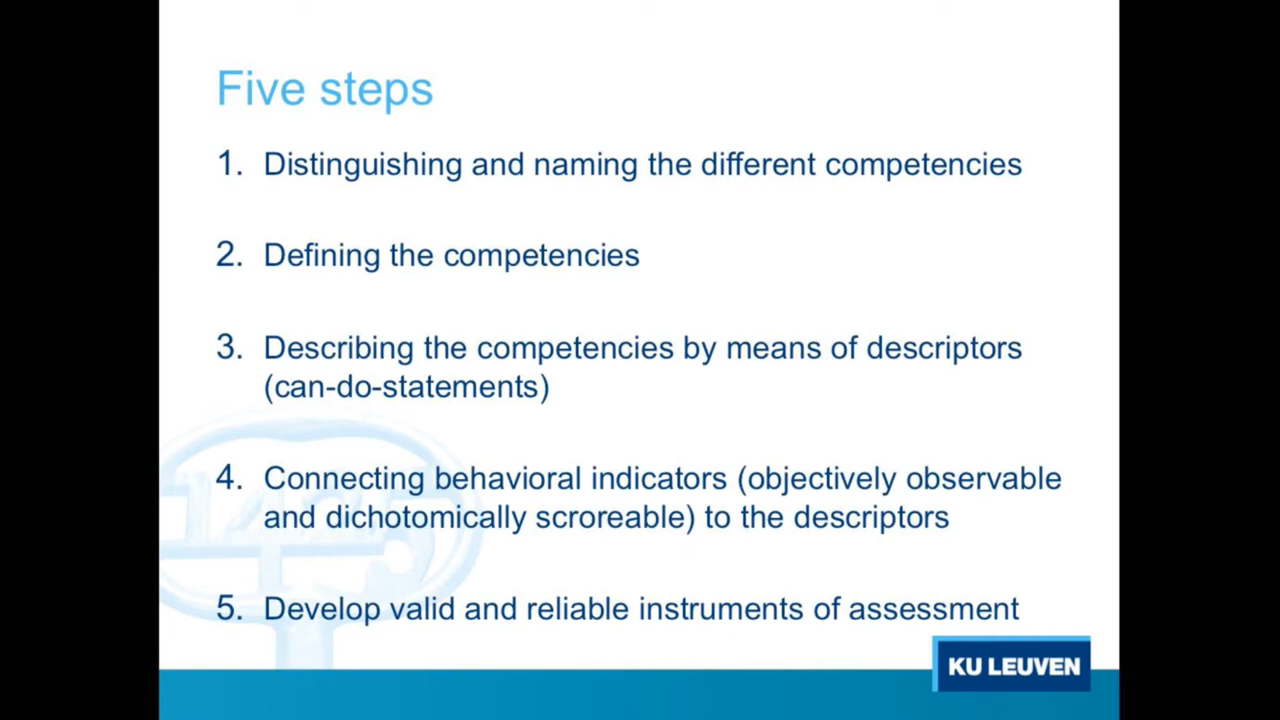 Five steps
1. Distinguishing and naming the different competencies
2. Defining the competencies
3. Describing the competencies by means of descriptors
(can-do-statements)
4. Connecting behavioral indicators (objectively observable
and dichotomically scroreable) to the descriptors
5. Develop valid and reliable instruments of assessment
1425
KU LEUVEN